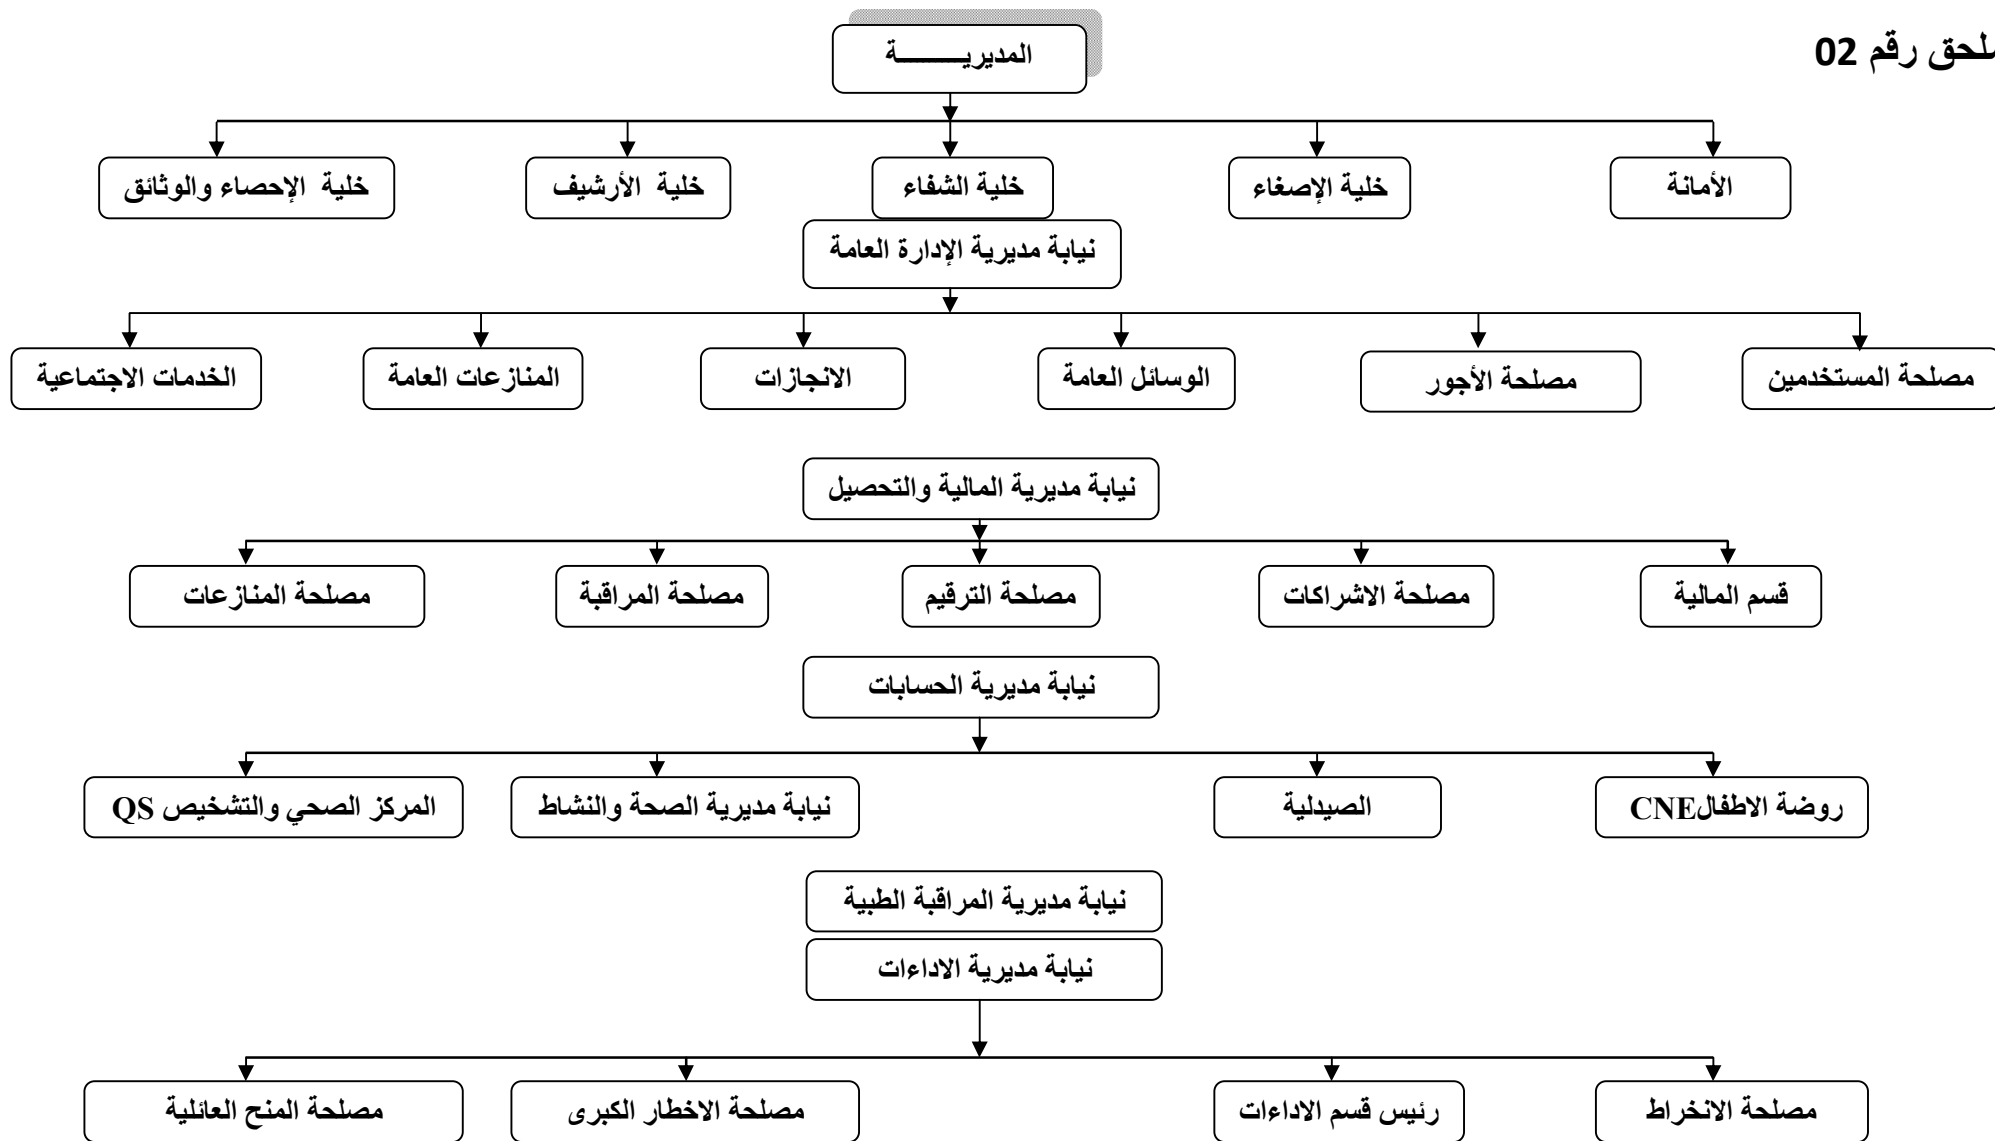 ملحق رقم 02
المديريـــــــــة
الأمانة
خلية الإصغاء
خلية الشفاء
خلية الأرشيف
خلية الإحصاء والوثائق
نيابة مديرية الإدارة العامة
مصلحة المستخدمين
مصلحة الأجور
الوسائل العامة
الانجازات
المنازعات العامة
الخدمات الاجتماعية
نيابة مديرية المالية والتحصيل
قسم المالية
مصلحة الاشراكات
مصلحة الترقيم
مصلحة المراقبة
مصلحة المنازعات
نيابة مديرية الحسابات
روضة الاطفالCNE
الصيدلية
نيابة مديرية الصحة والنشاط
المركز الصحي والتشخيص QS
نيابة مديرية المراقبة الطبية
نيابة مديرية الاداءات
مصلحة الانخراط
رئيس قسم الاداءات
مصلحة الاخطار الكبرى
مصلحة المنح العائلية